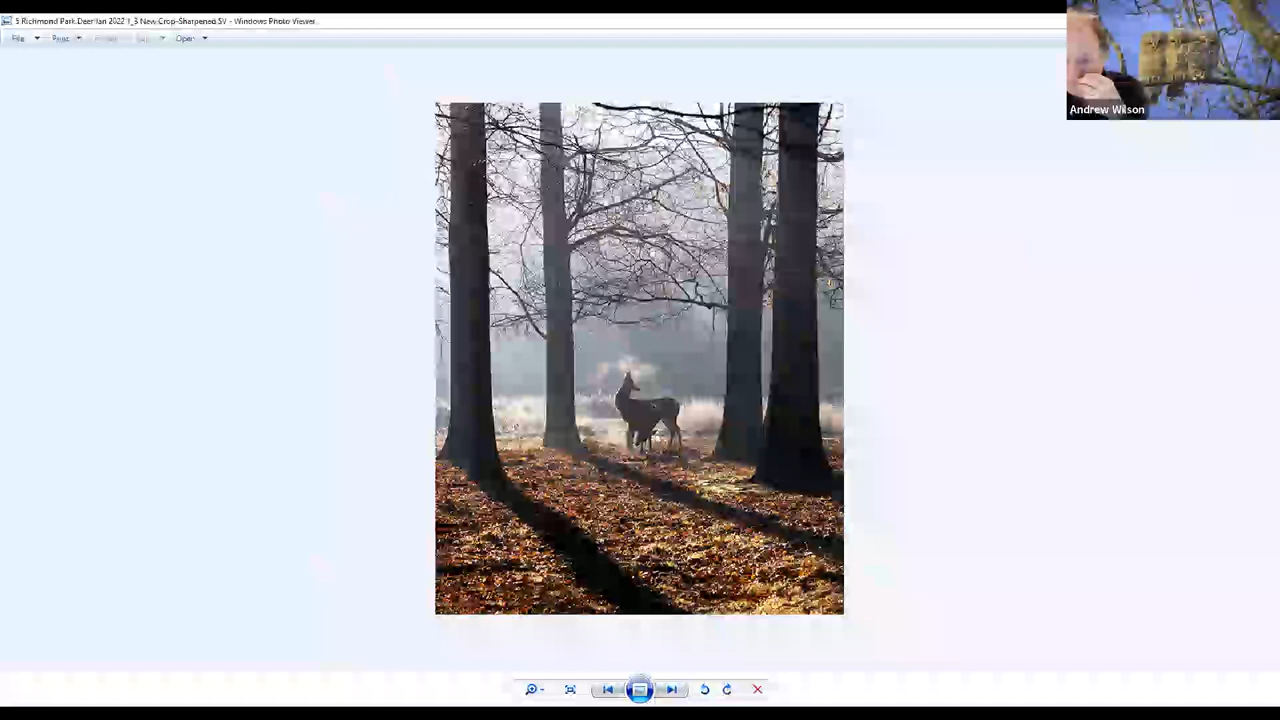 5 Richmond Park.Deer Jan 2022 1_3 New Crop-Sharpened.SV - Windows Photo Viewer
File
Print
Open
Andrew Wilson